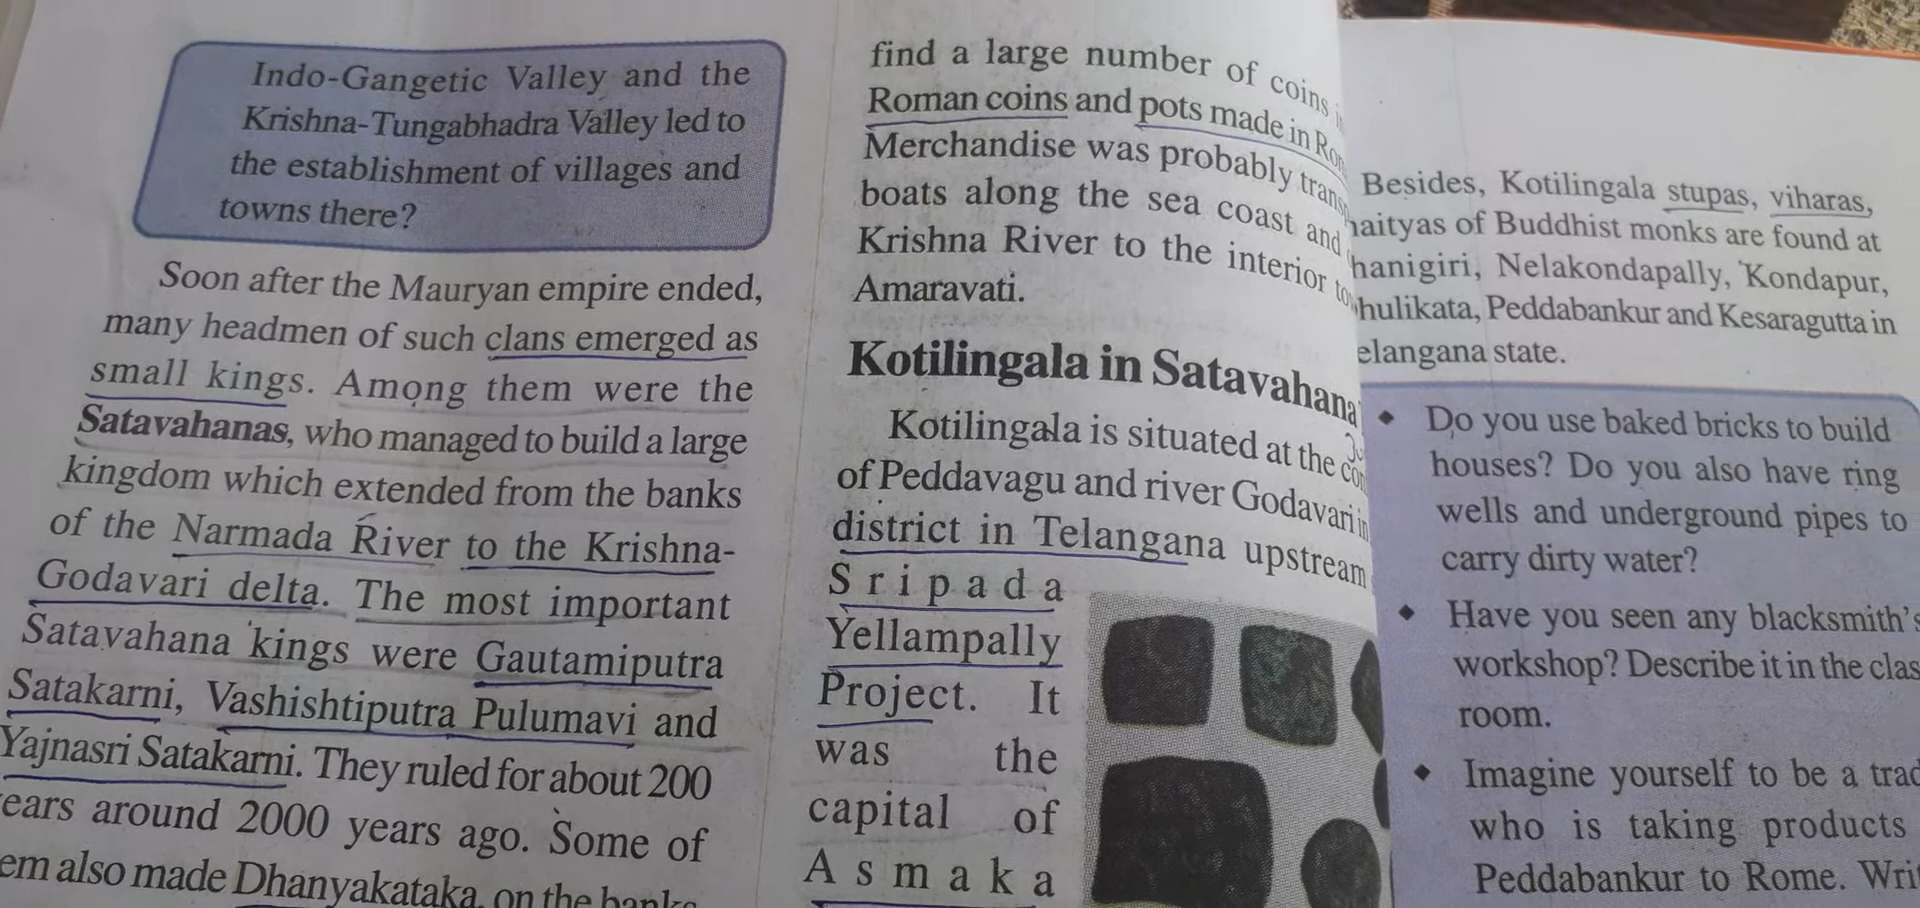 Indo-Gangetic Valley and the
Krishna-Tungabhadra Valley led to
the establishment of villages and
towns there?
Soon after the Mauryan empire ended,
many headmen of such clans emerged as
small kings. Among them were the
Satavahanas, who managed to build a large
kingdom which extended from the banks
of the Narmada River to the Krishna-
Godavari delta. The most important
Satavahana kings were Gautamiputra
Satakarni, Vashishtiputra Pulumavi and
Yajnasri Satakarni. They ruled for about 200
ears around 2000 years ago. Some of
em also made Dhanyakataka, on the banks
find a large number of coins
Roman coins and pots made in
Merchandise was probably
boats along the sea coast and
Krishna River to the interior
Amaravati.
Kotilingala in Satavahana
Kotilingala is situated at the
of Peddavagu and river Godavari
district in Telangana upstream
Sripada
Yellampally
Project. It
was the
capital of
Asmaka
Besides, Kotilingala stupas, viharas,
haityas of Buddhist monks are found at
hanigiri, Nelakondapally, Kondapur,
hulikata, Peddabankur and Kesaragutta in
elangana state.
◆ Do you use baked bricks to build
houses? Do you also have ring
wells and underground pipes to
carry dirty water?
◆ Have you seen any blacksmith's
workshop? Describe it in the clas
room.
◆ Imagine yourself to be a trad
who is taking products
Peddabankur to Rome. Writ